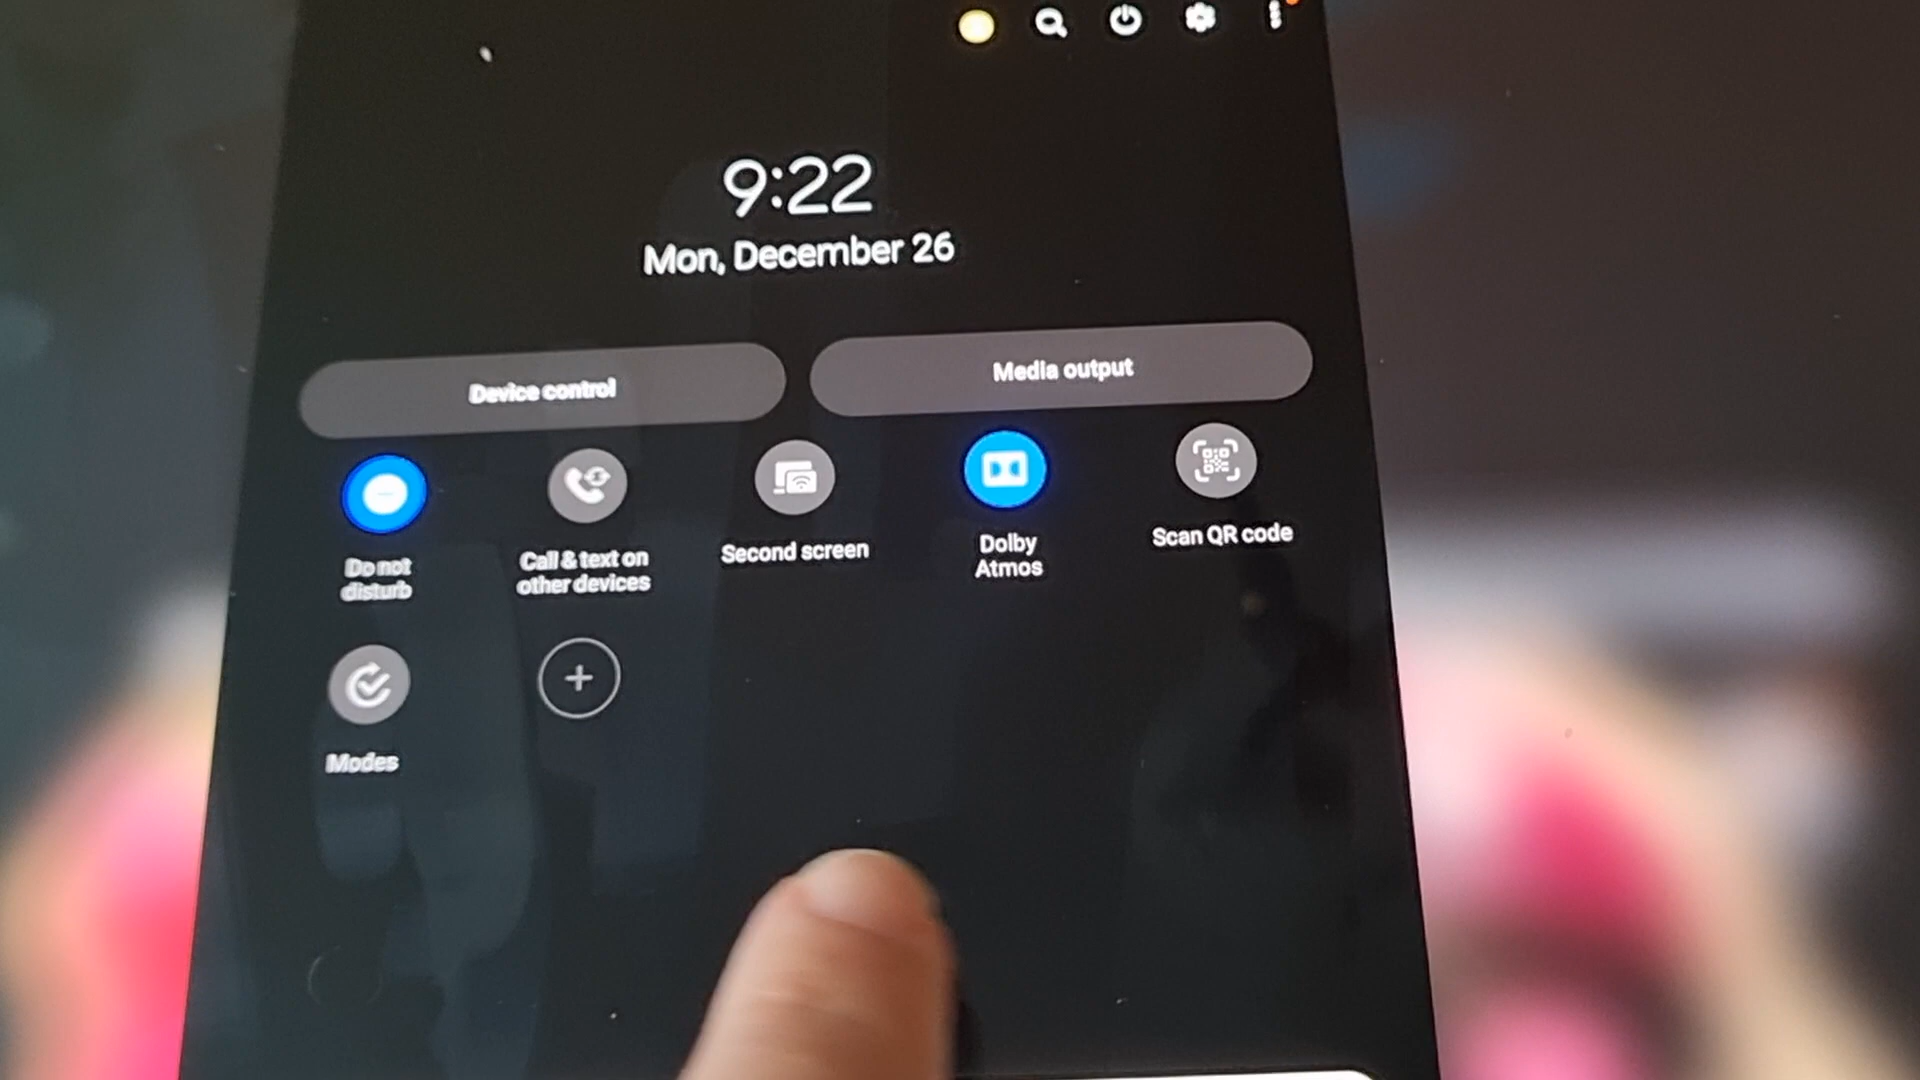 9:22
Mon, December 26
Device control
Media output
Do not
disturb
Call & text on
other devices
Second screen
Dolby
Atmos
Scan QR code
Modes